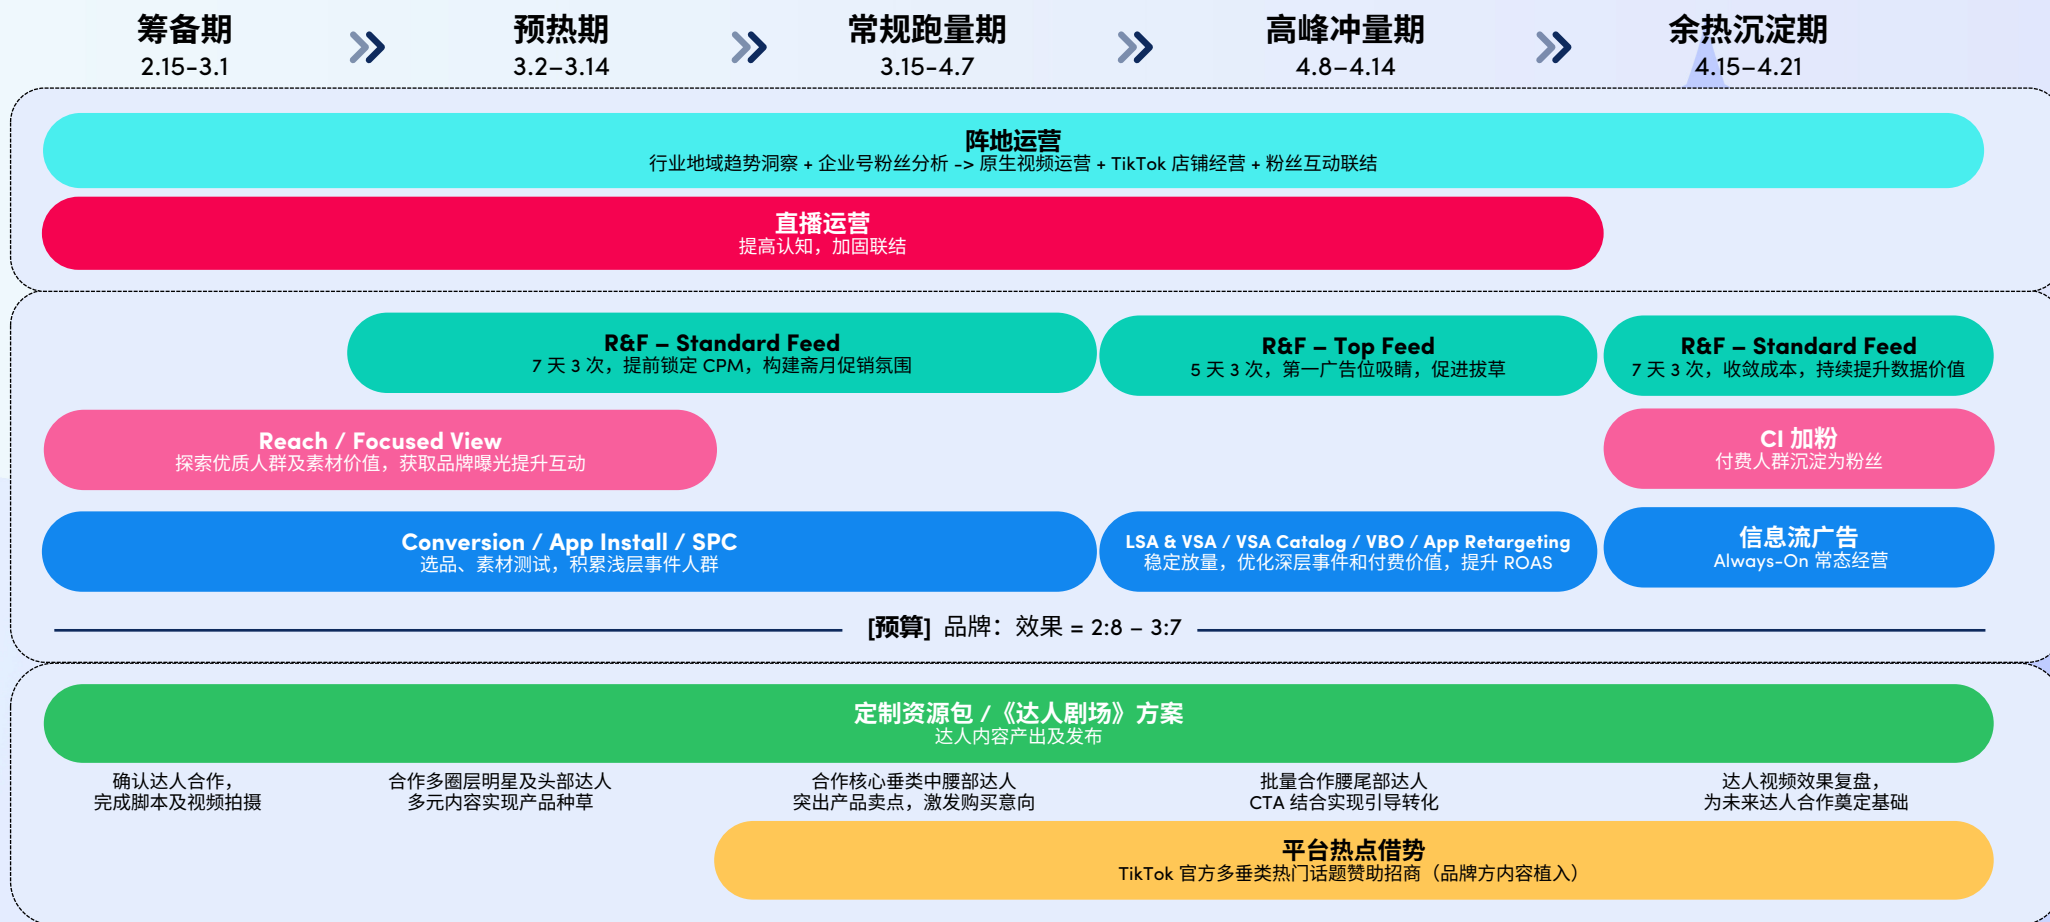 筹备期
2.15-3.1
预热期
3.2–3.14
常规跑量期
3.15-4.7
高峰冲量期
4.8–4.14
余热沉淀期
4.15–4.21
阵地运营
行业地域趋势洞察 + 企业号粉丝分析 -> 原生视频运营 + TikTok 店铺经营 + 粉丝互动联结
直播运营
提高认知，加固联结
R&F – Standard Feed
7 天 3 次，提前锁定 CPM，构建斋月促销氛围
R&F – Top Feed
5 天 3 次，第一广告位吸睛，促进拔草
R&F – Standard Feed
7 天 3 次，收敛成本，持续提升数据价值
Reach / Focused View
探索优质人群及素材价值，获取品牌曝光提升互动
CI 加粉
付费人群沉淀为粉丝
Conversion / App Install / SPC
选品、素材测试，积累浅层事件人群
LSA & VSA / VSA Catalog / VBO / App Retargeting
稳定放量，优化深层事件和付费价值，提升 ROAS
信息流广告
Always-On 常态经营
[预算] 品牌：效果 = 2:8 – 3:7
定制资源包 /《达人剧场》方案
达人内容产出及发布
确认达人合作，
完成脚本及视频拍摄
合作多圈层明星及头部达人
多元内容实现产品种草
合作核心垂类中腰部达人
突出产品卖点，激发购买意向
批量合作腰尾部达人
CTA 结合实现引导转化
达人视频效果复盘，
为未来达人合作奠定基础
平台热点借势
TikTok 官方多垂类热门话题赞助招商（品牌方内容植入）